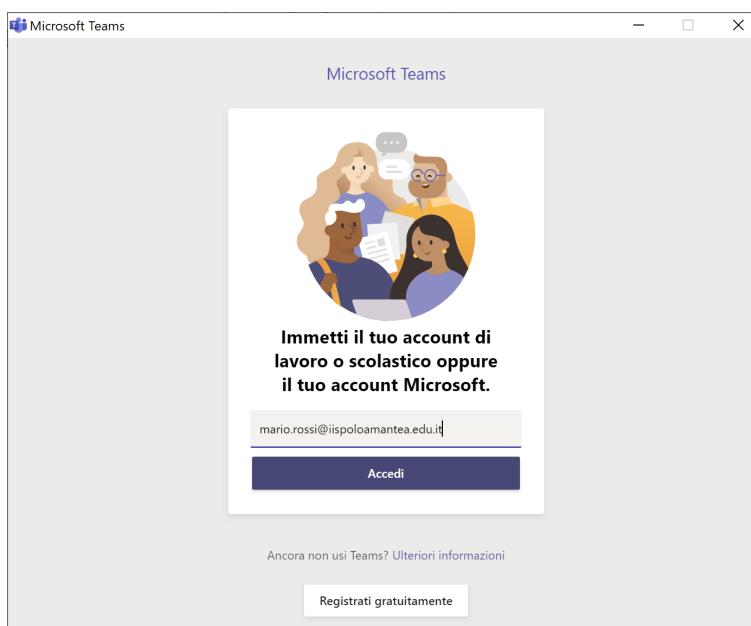 Microsoft Teams
Microsoft Teams
Immetti il tuo account di
lavoro o scolastico oppure
il tuo account Microsoft.
mario.rossi@iispoloamantea.edu.it
Accedi
Ancora non usi Teams? Ulteriori informazioni
Registrati gratuitamente